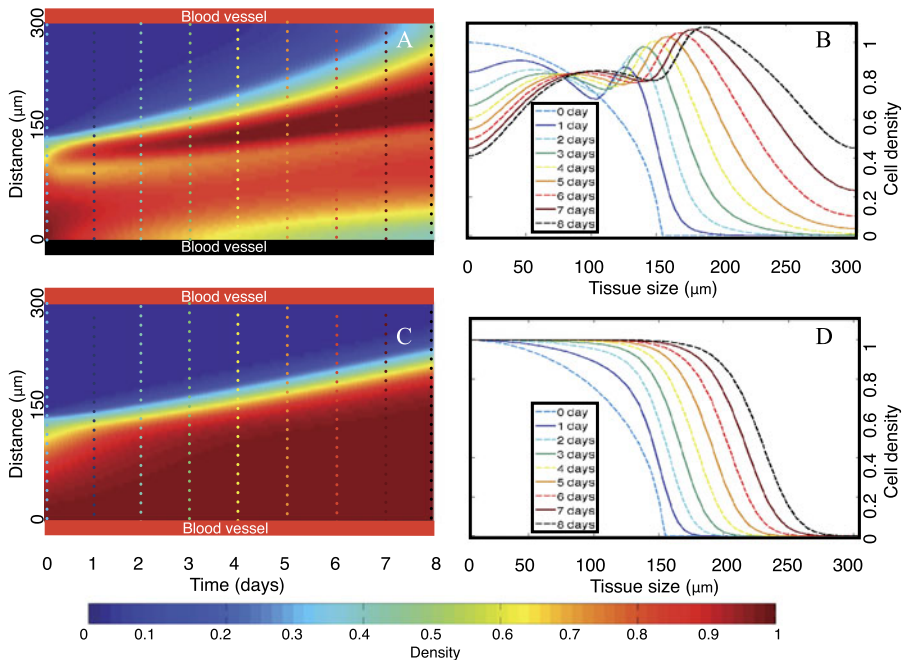 Blood vessel
300
150
0
Distance (µm)
A
Blood vessel
B
0 day
1 day
2 days
3 days
4 days
5 days
6 days
7 days
8 days
0
0.2
0.4
0.6
0.8
1
Cell density
0 50 100 150 200 250 300
Tissue size (µm)
Blood vessel
300
150
0
Distance (µm)
C
Blood vessel
0 1 2 3 4 5 6 7 8
Time (days)
D
0 day
1 day
2 days
3 days
4 days
5 days
6 days
7 days
8 days
0
0.2
0.4
0.6
0.8
1
Cell density
0 50 100 150 200 250 300
Tissue size (µm)
0 0.1 0.2 0.3 0.4 0.5 0.6 0.7 0.8 0.9 1
Density